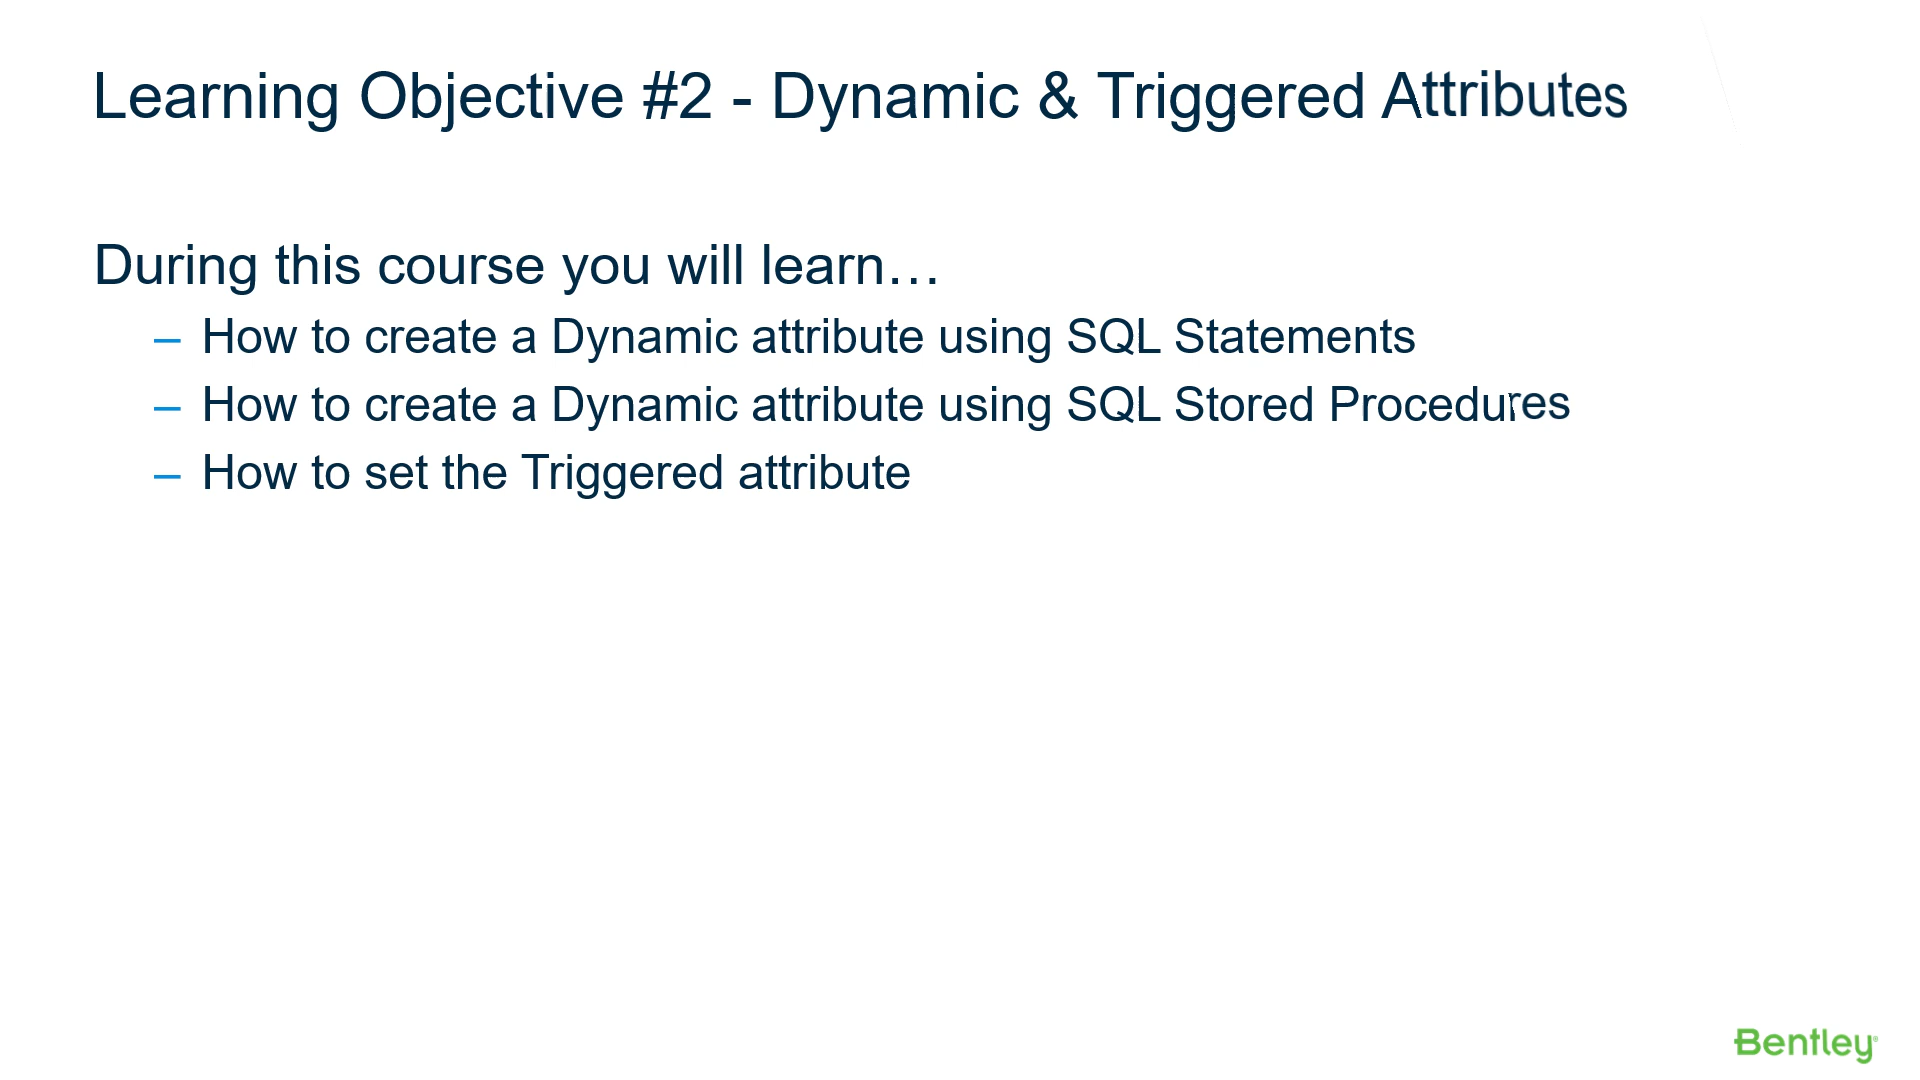 Learning Objective #2 - Dynamic & Triggered Attributes
During this course you will learn…
– How to create a Dynamic attribute using SQL Statements
– How to create a Dynamic attribute using SQL Stored Procedures
– How to set the Triggered attribute
Bentley®